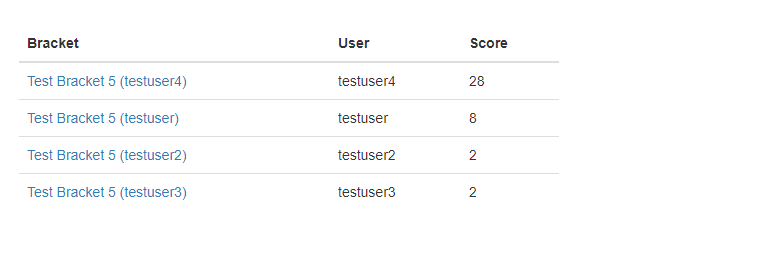 Bracket User Score
Test Bracket 5 (testuser4) testuser4 28
Test Bracket 5 (testuser) testuser 8
Test Bracket 5 (testuser2) testuser2 2
Test Bracket 5 (testuser3) testuser3 2